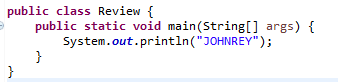 public class Review {
    public static void main(String[] args) {
        System.out.println("JOHNREY");
    }
}